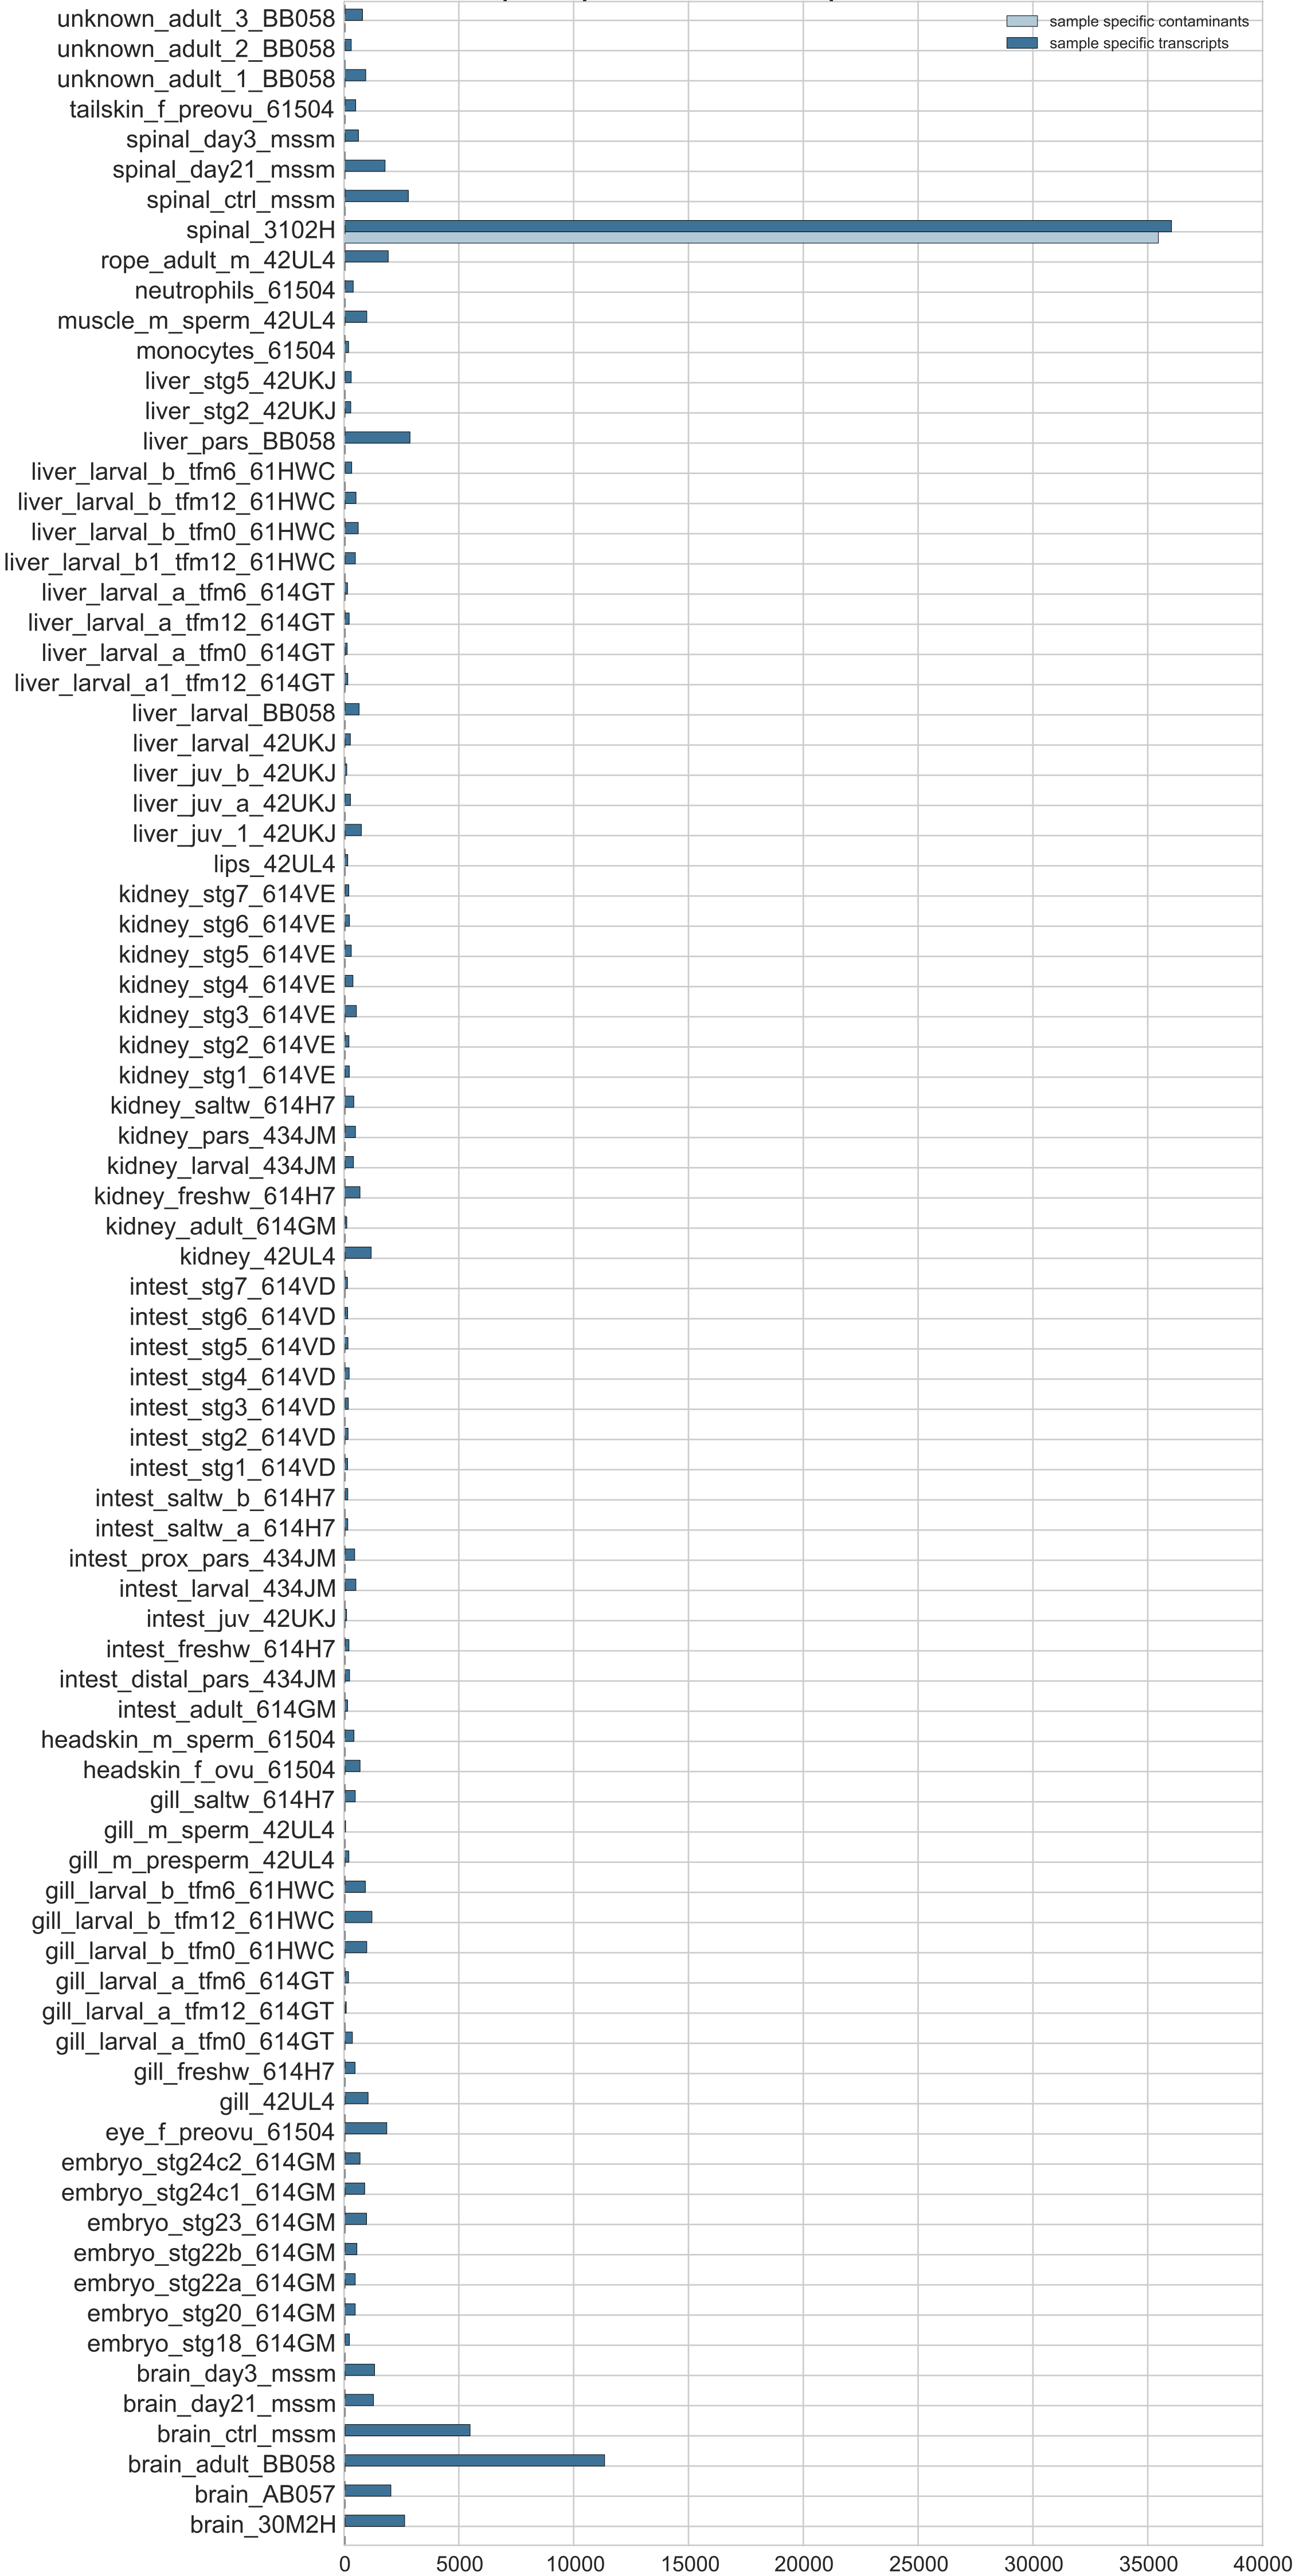 sample specific contaminants
sample specific transcripts
unknown_adult_3_BB058
unknown_adult_2_BB058
unknown_adult_1_BB058
tailskin_f_preovu_61504
spinal_day3_mssm
spinal_day21_mssm
spinal_ctrl_mssm
spinal_3102H
rope_adult_m_42UL4
neutrophils_61504
muscle_m_sperm_42UL4
monocytes_61504
liver_stg5_42UKJ
liver_stg2_42UKJ
liver_pars_BB058
liver_larval_b_tfm6_61HWC
liver_larval_b_tfm12_61HWC
liver_larval_b_tfm0_61HWC
liver_larval_b1_tfm12_61HWC
liver_larval_a_tfm6_614GT
liver_larval_a_tfm12_614GT
liver_larval_a_tfm0_614GT
liver_larval_a1_tfm12_614GT
liver_larval_BB058
liver_larval_42UKJ
liver_juv_b_42UKJ
liver_juv_a_42UKJ
liver_juv_1_42UKJ
lips_42UL4
kidney_stg7_614VE
kidney_stg6_614VE
kidney_stg5_614VE
kidney_stg4_614VE
kidney_stg3_614VE
kidney_stg2_614VE
kidney_stg1_614VE
kidney_saltw_614H7
kidney_pars_434JM
kidney_larval_434JM
kidney_freshw_614H7
kidney_adult_614GM
kidney_42UL4
intest_stg7_614VD
intest_stg6_614VD
intest_stg5_614VD
intest_stg4_614VD
intest_stg3_614VD
intest_stg2_614VD
intest_stg1_614VD
intest_saltw_b_614H7
intest_saltw_a_614H7
intest_prox_pars_434JM
intest_larval_434JM
intest_juv_42UKJ
intest_freshw_614H7
intest_distal_pars_434JM
intest_adult_614GM
headskin_m_sperm_61504
headskin_f_ovu_61504
gill_saltw_614H7
gill_m_sperm_42UL4
gill_m_presperm_42UL4
gill_larval_b_tfm6_61HWC
gill_larval_b_tfm12_61HWC
gill_larval_b_tfm0_61HWC
gill_larval_a_tfm6_614GT
gill_larval_a_tfm12_614GT
gill_larval_a_tfm0_614GT
gill_freshw_614H7
gill_42UL4
eye_f_preovu_61504
embryo_stg24c2_614GM
embryo_stg24c1_614GM
embryo_stg23_614GM
embryo_stg22b_614GM
embryo_stg22a_614GM
embryo_stg20_614GM
embryo_stg18_614GM
brain_day3_mssm
brain_day21_mssm
brain_ctrl_mssm
brain_adult_BB058
brain_AB057
brain_30M2H
0 5000 10000 15000 20000 25000 30000 35000 40000